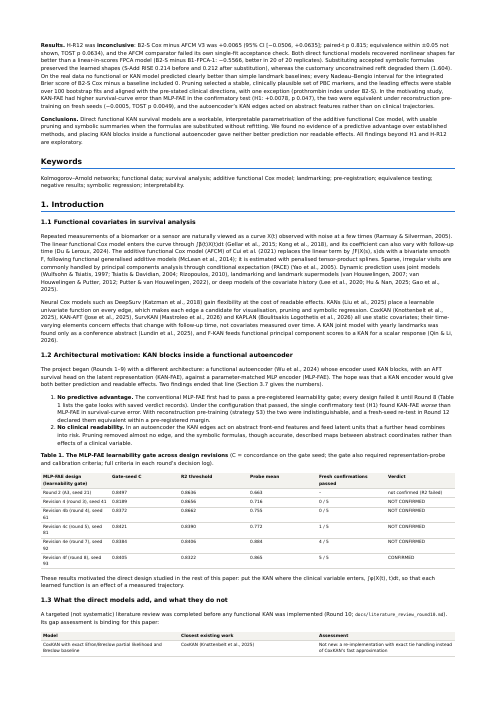 Results. H-R12 was inconclusive: B2-S Cox minus AFCM V3 was +0.0065 (95% CI [−0.0506, +0.0635]; paired-t p 0.815; equivalence within ±0.05 not
shown, TOST p 0.0634), and the AFCM comparator failed its own single-fit acceptance check. Both direct functional models recovered nonlinear shapes far
better than a linear-in-scores FPCA model (B2-S Cox minus B1-FPCA-1: −0.5566, better in 20 of 20 replicates). Substituting accepted symbolic formulas
preserved the learned shapes (S-Add RISE 0.214 before and 0.212 after substitution), whereas the customary unconstrained refit degraded them (1.604).
On the real data no functional or KAN model predicted clearly better than simple landmark baselines; every Nadeau-Bengio interval for the integrated
Brier score of B2-S Cox minus a baseline included 0. Pruning selected a stable, clinically plausible set of PBC markers, and the leading effects were stable
over 100 bootstrap fits and aligned with the pre-stated clinical directions, with one exception (prothrombin index under B2-S). In the motivating study,
KAN-FAE had higher survival-curve error than MLP-FAE in the confirmatory test (H1: +0.0078, p 0.047), the two were equivalent under reconstruction pre-
training on fresh seeds (−0.0005, TOST p 0.049), and the autoencoder's KAN edges acted on abstract features rather than on clinical trajectories.
Conclusions. Direct functional KAN survival models are a workable, interpretable parametrisation of the additive functional Cox model, with usable
pruning and symbolic summaries when the formulas are substituted without refitting. We found no evidence of a predictive advantage over established
methods, and placing KAN blocks inside a functional autoencoder gave neither better prediction nor readable effects. All findings beyond H1 and H-R12
are exploratory.
Keywords
Kolmogorov–Arnold networks; functional data; survival analysis; additive functional Cox model; landmarking; pre-registration; equivalence testing;
negative results; symbolic regression; interpretability.
1. Introduction
1.1 Functional covariates in survival analysis
Repeated measurements of a biomarker or a sensor are naturally viewed as a curve X(t) observed with noise at a few times (Ramsay & Silverman, 2005).
The linear functional Cox model enters the curve through ∫β(t)X(t)dt (Gellar et al., 2015; Kong et al., 2018), and its coefficient can also vary with follow-up
time (Du & Leroux, 2024). The additive functional Cox model (AFCM) of Cui et al. (2021) replaces the linear term by ∫F(X(s), s)ds with a bivariate smooth
F, following functional generalised additive models (McLean et al., 2014); it is estimated with penalised tensor-product splines. Sparse, irregular visits are
commonly handled by principal components analysis through conditional expectation (PACE) (Yao et al., 2005). Dynamic prediction uses joint models
(Wulfsohn & Tsiatis, 1997; Tsiatis & Davidian, 2004; Rizopoulos, 2010), landmarking and landmark supermodels (van Houwelingen, 2007; van
Houwelingen & Putter, 2012; Putter & van Houwelingen, 2022), or deep models of the covariate history (Lee et al., 2020; Hu & Nan, 2025; Gao et al.,
2025).
Neural Cox models such as DeepSurv (Katzman et al., 2018) gain flexibility at the cost of readable effects. KANs (Liu et al., 2025) place a learnable
univariate function on every edge, which makes each edge a candidate for visualisation, pruning and symbolic regression. CoxKAN (Knottenbelt et al.,
2025), KAN-AFT (Jose et al., 2025), SurvKAN (Mastroleo et al., 2026) and KAPLAN (Boulitsakis Logothetis et al., 2026) all use static covariates; their time-
varying elements concern effects that change with follow-up time, not covariates measured over time. A KAN joint model with yearly landmarks was
found only as a conference abstract (Lundin et al., 2025), and F-KAN feeds functional principal component scores to a KAN for a scalar response (Qin & Li,
2026).
1.2 Architectural motivation: KAN blocks inside a functional autoencoder
The project began (Rounds 1–9) with a different architecture: a functional autoencoder (Wu et al., 2024) whose encoder used KAN blocks, with an AFT
survival head on the latent representation (KAN-FAE), against a parameter-matched MLP encoder (MLP-FAE). The hope was that a KAN encoder would
give both better prediction and readable effects. Two findings ended that line (Section 3.7 gives the numbers).
1. No predictive advantage. The conventional MLP-FAE first had to pass a pre-registered learnability gate; every design failed it until Round 8 (Table
1 lists the gate looks with saved verdict records). Under the configuration that passed, the single confirmatory test (H1) found KAN-FAE worse than
MLP-FAE in survival-curve error. With reconstruction pre-training (strategy S3) the two were indistinguishable, and a fresh-seed re-test in Round 12
declared them equivalent within a pre-registered margin.
2. No clinical readability. In an autoencoder the KAN edges act on abstract front-end features and feed latent units that a further head combines
into risk. Pruning removed almost no edge, and the symbolic formulas, though accurate, described maps between abstract coordinates rather than
effects of a clinical variable.
Table 1. The MLP-FAE learnability gate across design revisions (C = concordance on the gate seed; the gate also required representation-probe
and calibration criteria; full criteria in each round's decision log).
MLP-FAE design (learnability gate) Gate-seed C R2 threshold Probe mean Fresh confirmations passed Verdict
Round 2 (A3, seed 21) 0.8497 0.8636 0.663 – not confirmed (R2 failed)
Revision 4 (round 3), seed 41 0.8189 0.8656 0.716 0 / 5 NOT CONFIRMED
Revision 4b (round 4), seed 61 0.8372 0.8662 0.755 0 / 5 NOT CONFIRMED
Revision 4c (round 5), seed 81 0.8421 0.8390 0.772 1 / 5 NOT CONFIRMED
Revision 4e (round 7), seed 92 0.8384 0.8406 0.884 4 / 5 NOT CONFIRMED
Revision 4f (round 8), seed 93 0.8405 0.8322 0.865 5 / 5 CONFIRMED
These results motivated the direct design studied in the rest of this paper: put the KAN where the clinical variable enters, ∫φ(X(t), t)dt, so that each
learned function is an effect of a measured trajectory.
1.3 What the direct models add, and what they do not
A targeted (not systematic) literature review was completed before any functional KAN was implemented (Round 10; docs/literature_review_round10.md).
Its gap assessment is binding for this paper:
Model Closest existing work Assessment
CoxKAN with exact Efron/Breslow partial likelihood and Breslow baseline CoxKAN (Knottenbelt et al., 2025) Not new: a re-implementation with exact tie handling instead of CoxKAN's fast approximation